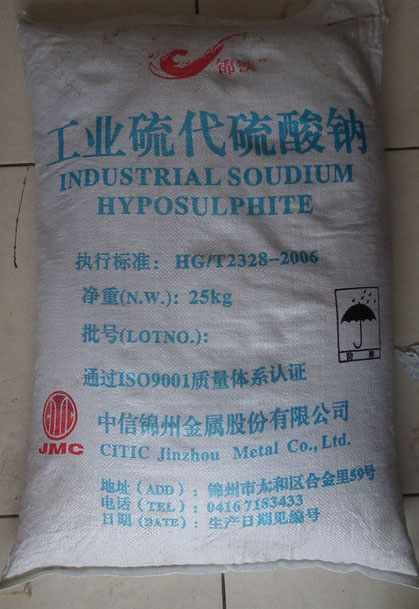 锦
工业硫代硫酸钠
INDUSTRIAL SOUDIUM
HYPOSULPHITE
执行标准：HG/T2328-2006
净重(N.W.)：25kg
批号(LOTNO.):
通过ISO9001质量体系认证
JMC
中信锦州金属股份有限公司
CITIC Jinzhou Metal Co., Ltd.
地址(ADD)：锦州市太和区合金里59号
电话(TEL)：04167183433
日期(DATE)：生产日期见编号